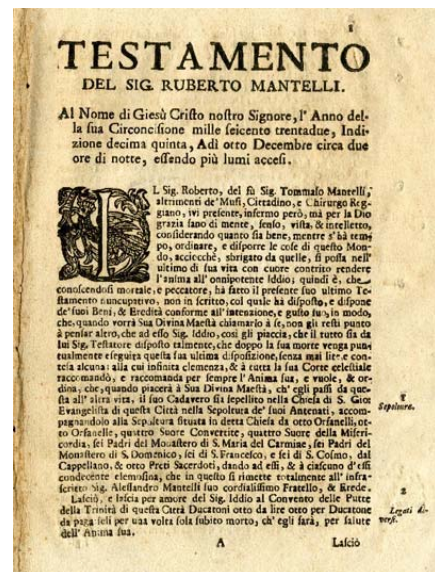 1
TESTAMENTO
DEL SIG. RUBERTO MANTELLI.
Al Nome di Giesù Cristo nostro Signore, l' Anno del-
la sua Circoncisione mille seicento trentadue, Indi-
zione decima quinta, Adì otto Decembre circa due
ore di notte, essendo più lumi accesi.
IL Sig. Roberto, del fù Sig. Tommaso Mantelli,
altrimenti de' Musi, Cittadino, e Chirurgo Reg-
giano, ivi presente, infermo però, mà per la Dio
grazia sano di mente, senso, vista, & intelletto,
considerando quanto sia bene, mentre s'hà tem-
po, ordinare, e disporre le cose di questo Mon-
do, acciecchè, sbrigato da quelle, si possa nell'
ultimo di sua vita con cuore contrito rendere
l'anima all' onnipotente Iddio; quindi è, che
conoscendosi mortale, e peccatore, hà fatto il presente suo ultimo Te-
stamento nuncupativo, non in scritto, col quale hà disposto, e dispone
de' suoi Beni, & Eredità conforme all' intenzione, e gusto suo, in modo,
che, quando vorrà Sua Divina Maestà chiamarlo à se, non gli resti punto
à pensar altro, che ad esso Sig. Iddio, così gli piaccia, che il tutto sia da
lui Sig. Testatore disposto talmente, che doppo la sua morte venga pun-
tualmente eseguita questa sua ultima disposizione, senza mai lite, e con-
tesa alcuna: alla cui infinita clemenza, & à tutta la sua Corte celestiale
raccomandò, e raccomanda per sempre l'Anima sua, e vuole, & or-
dina, che, quando piacerà à Sua Divina Maestà, ch' egli passi da que-
sta all' altra vita, il suo Cadavero sia sepellito nella Chiesa di S. Gio:
Evangelista di questa Città nella Sepoltura de' suoi Antenati, accom-
pagnandolo alla Sepoltura situata in detta Chiesa da otto Orfanelli, ot-
to Orfanelle, quattro Suore Convertite, quattro Suore della Miseri-
cordia, sei Padri del Monastero di S. Maria del Carmine, sei Padri del
Monastero di S. Domenico, sei di S. Francesco, e sei di S. Cosmo, dal
Cappellano, & otto Preti Sacerdoti, dando ad essi, & à ciascuno d'essi
condecente elemosina, che in questo si rimette totalmente all' infra-
scritto Sig. Alessandro Mantelli suo cordialissimo Fratello, & Erede.
Lasciò, e lascia per amore del Sig. Iddio al Convento delle Putte
della Trinità di questa Città Ducatoni otto da lire otto per Ducatone
da paga seli per una volta sola subito morto, ch' egli sarà, per salute
dell' Anima sua.
A
Lasciò
1
Sepoltura.
2
Legati di-
versi.